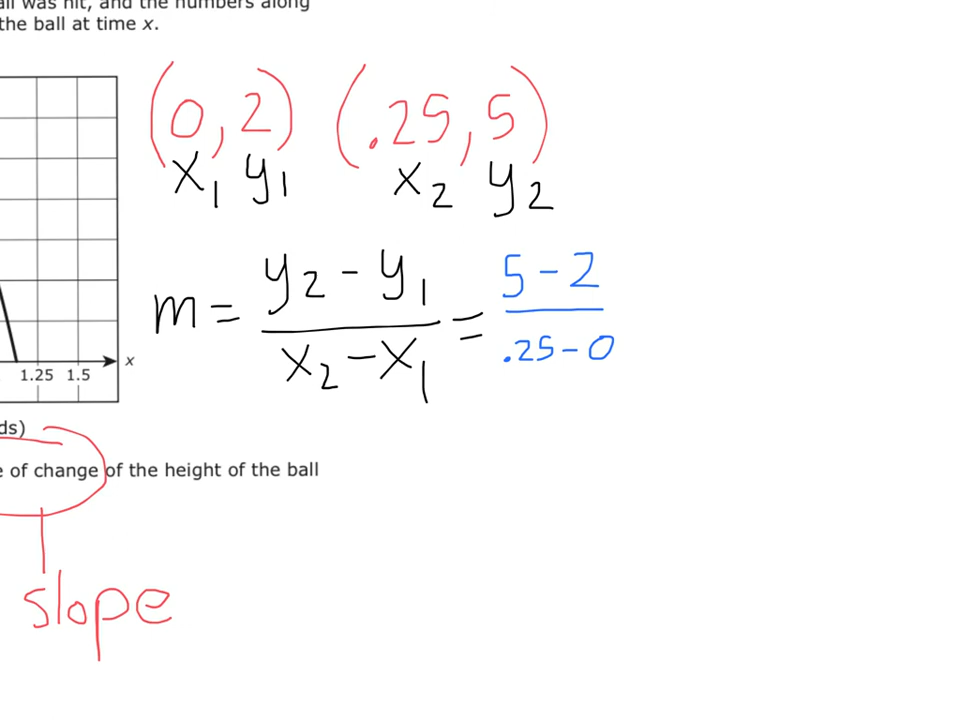 all was hit, and the numbers along
the ball at time x.
(0, 2) (.25, 5)
x1 y1 x2 y2
m = y2 - y1 / x2 - x1 = 5 - 2 / .25 - 0
x
1.25 1.5
ds)
e of change of the height of the ball
slope